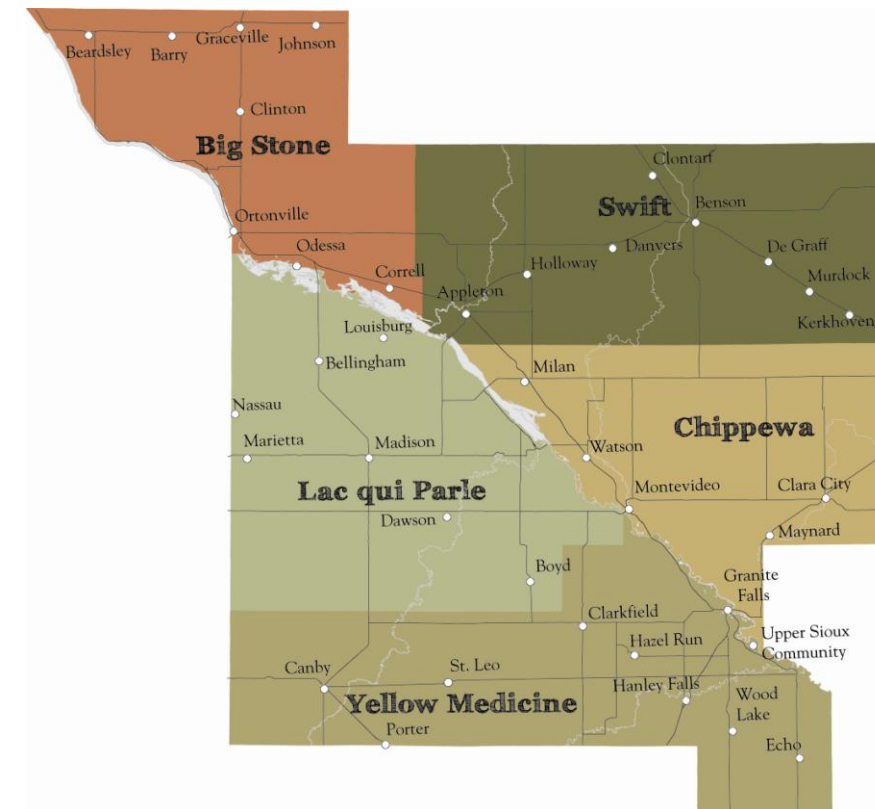 Beardsley
Barry
Graceville
Johnson
Clinton
Big Stone
Ortonville
Odessa
Correll
Clontarf
Swift
Benson
Danvers
De Graff
Holloway
Murdock
Appleton
Kerkhoven
Louisburg
Bellingham
Milan
Nassau
Chippewa
Marietta
Madison
Watson
Lac qui Parle
Montevideo
Clara City
Dawson
Maynard
Boyd
Granite
Falls
Clarkfield
Hazel Run
Upper Sioux
Community
Canby
St. Leo
Hanley Falls
Yellow Medicine
Wood
Lake
Porter
Echo